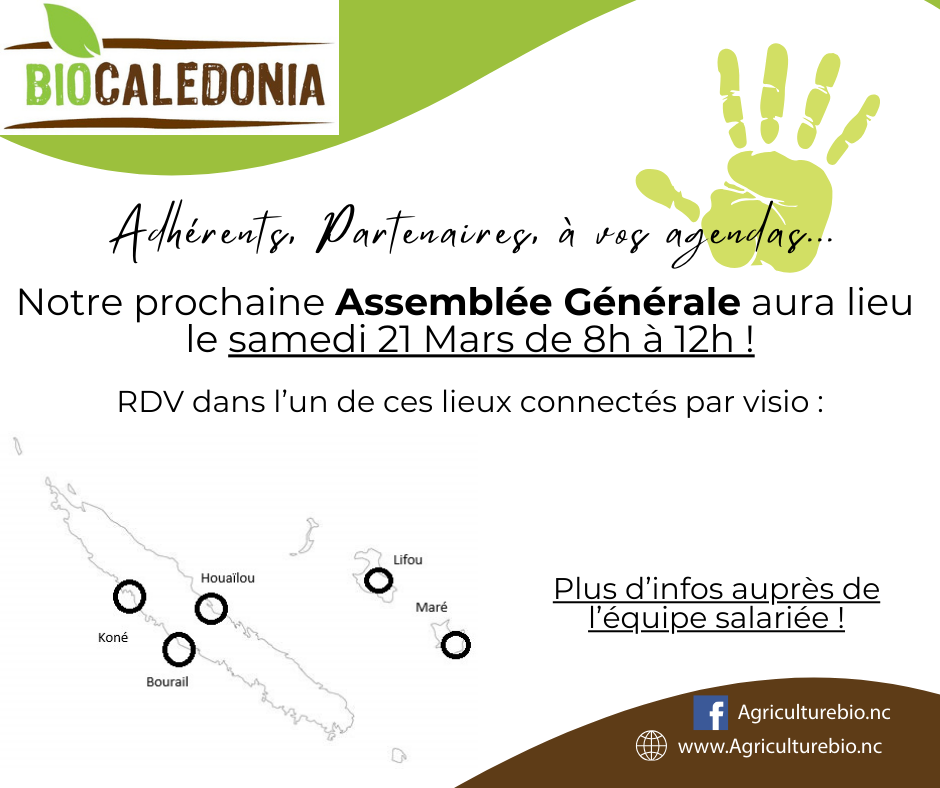 BIOCALEDONIA
Adhérents, Partenaires, à vos agendas...
Notre prochaine Assemblée Générale aura lieu
le samedi 21 Mars de 8h à 12h !
RDV dans l’un de ces lieux connectés par visio :
Lifou
Houaïlou
Maré
Koné
Bourail
Plus d’infos auprès de
l’équipe salariée !
f Agriculturebio.nc
www.Agriculturebio.nc